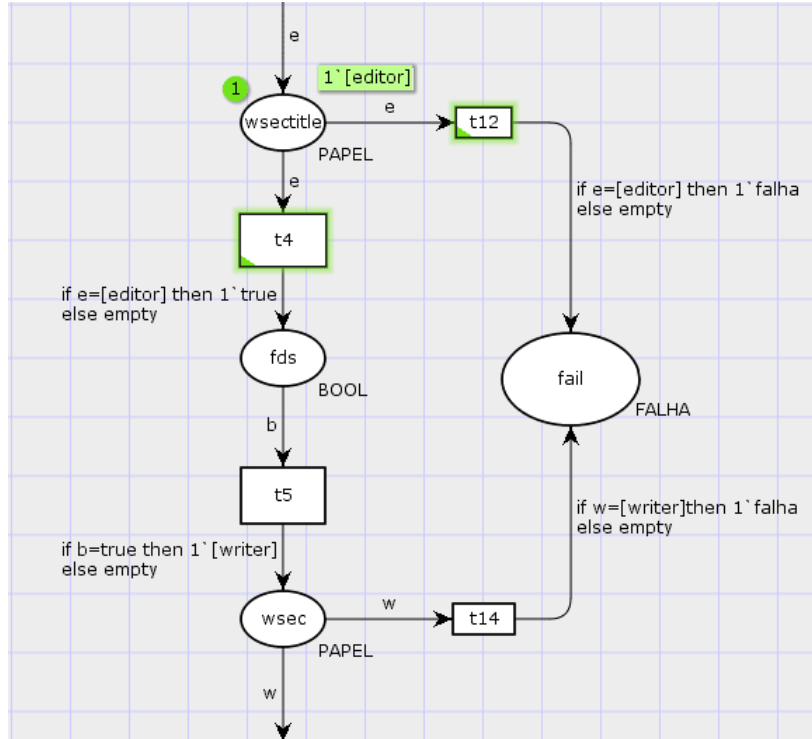 e
1
1`[editor]
wsectitle
e
t12
PAPEL
e
if e=[editor] then 1`falha
else empty
t4
if e=[editor] then 1`true
else empty
fds
fail
BOOL
FALHA
b
t5
if w=[writer]then 1`falha
else empty
if b=true then 1`[writer]
else empty
wsec
w
t14
PAPEL
w